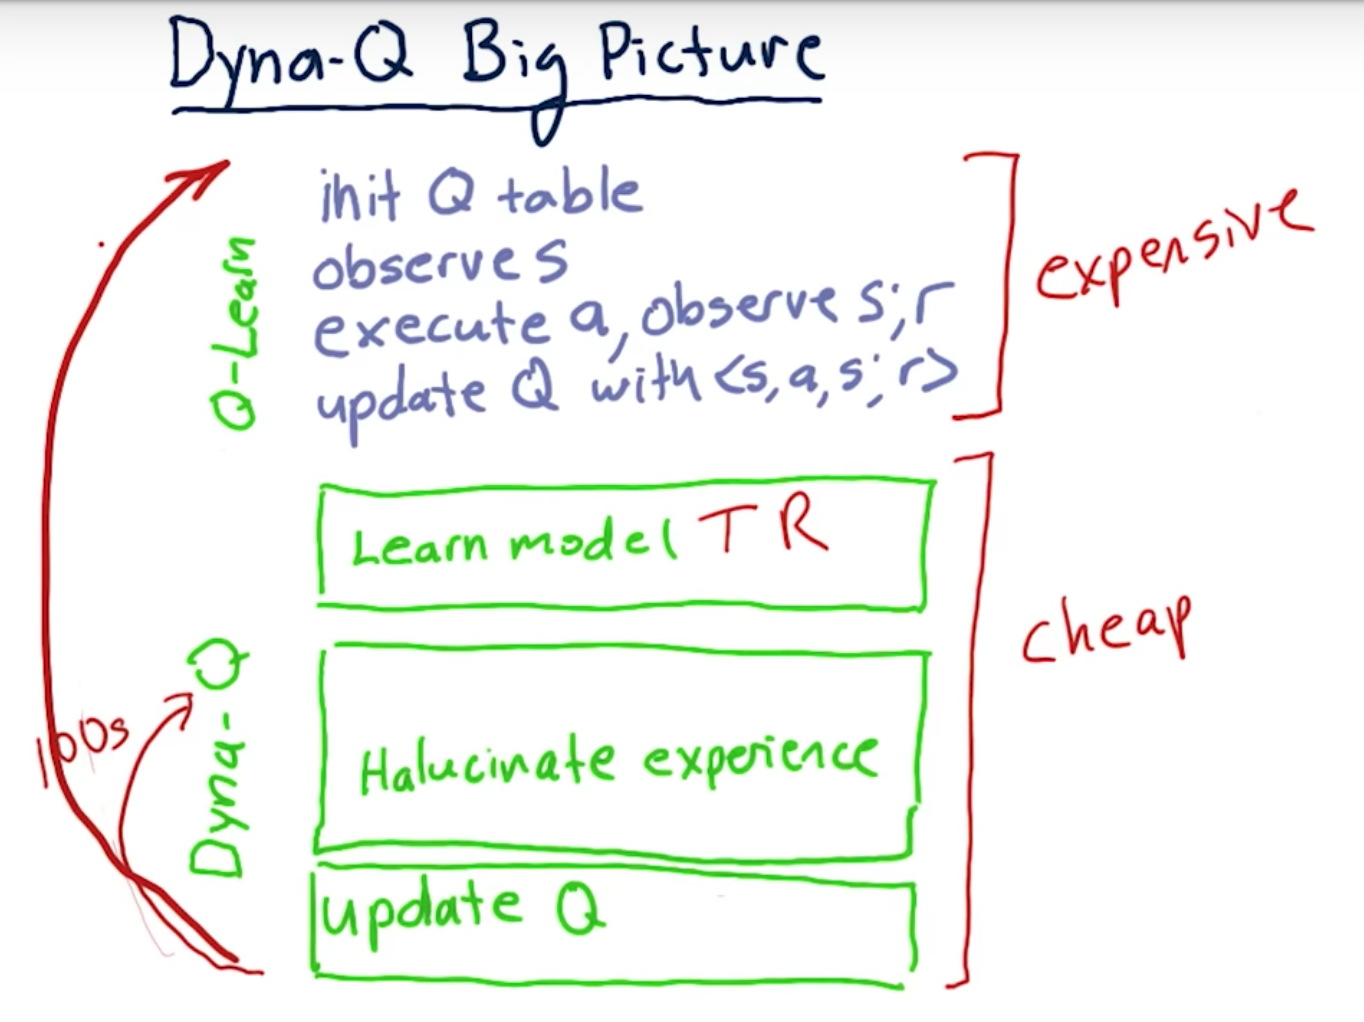 Dyna-Q Big Picture
init Q table
observe s
execute a, observe s', r
update Q with <s, a, s', r>
expensive
Q-Learn
Learn model T R
cheap
Dyna-Q
100s
Halucinate experience
update Q